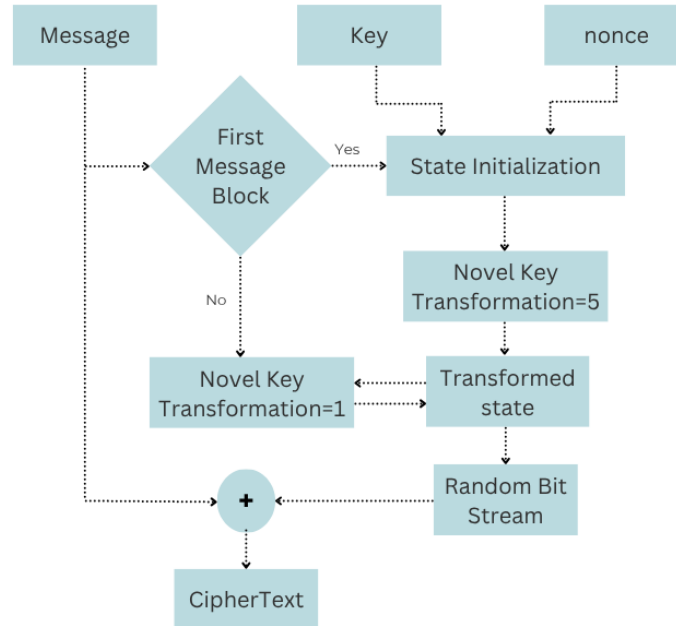 Message
Key
nonce
First
Message
Block
Yes
State Initialization
No
Novel Key
Transformation=5
Novel Key
Transformation=1
Transformed
state
+
Random Bit
Stream
CipherText